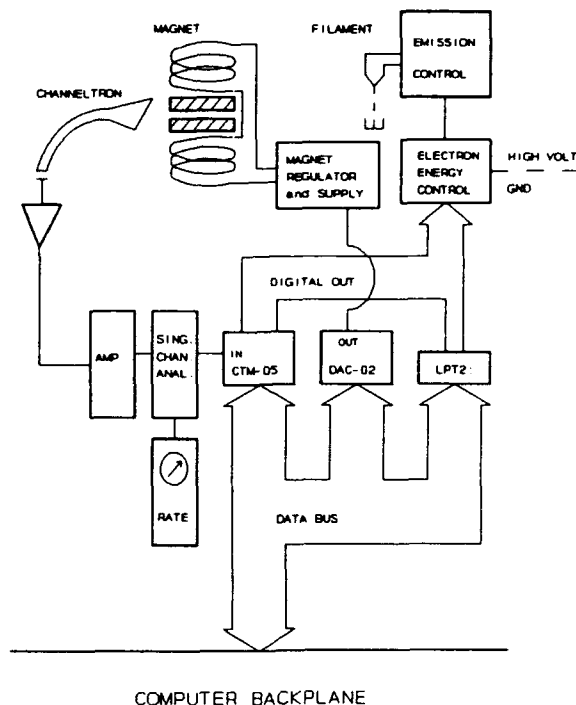 MAGNET
FILAMENT
EMISSION
CONTROL
CHANNELTRON
MAGNET
REGULATOR
and SUPPLY
ELECTRON
ENERGY
CONTROL
HIGH VOLT
GND
DIGITAL OUT
AMP
SING.
CHAN
ANAL.
IN
CTM-05
OUT
DAC-02
LPT2:
RATE
DATA BUS
COMPUTER BACKPLANE